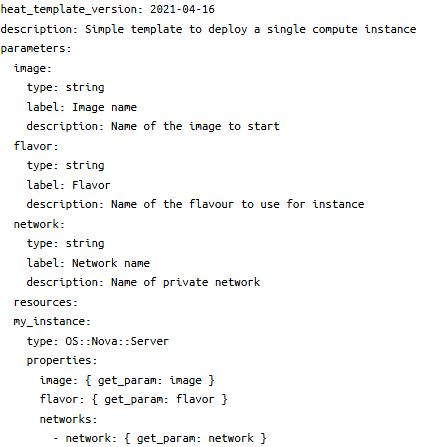 heat_template_version: 2021-04-16
description: Simple template to deploy a single compute instance
parameters:
  image:
    type: string
    label: Image name
    description: Name of the image to start
  flavor:
    type: string
    label: Flavor
    description: Name of the flavour to use for instance
  network:
    type: string
    label: Network name
    description: Name of private network
  resources:
  my_instance:
    type: OS::Nova::Server
    properties:
      image: { get_param: image }
      flavor: { get_param: flavor }
      networks:
        - network: { get_param: network }